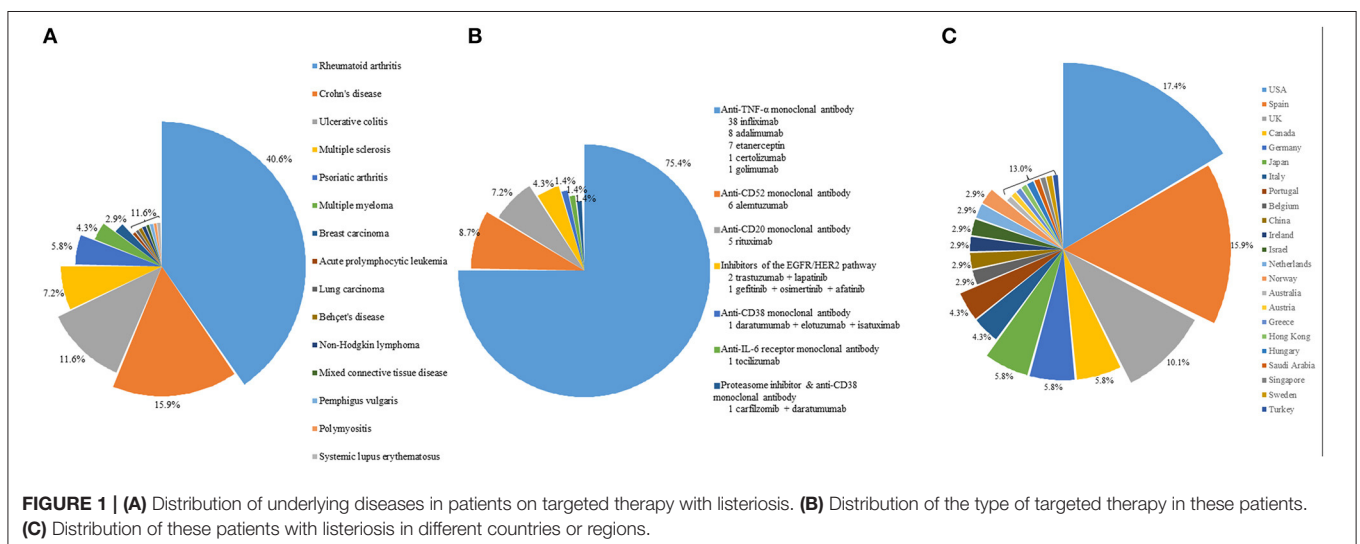 A
40.6%
15.9%
11.6%
7.2%
5.8%
4.3%
2.9%
11.6%
Rheumatoid arthritis
Crohn's disease
Ulcerative colitis
Multiple sclerosis
Psoriatic arthritis
Multiple myeloma
Breast carcinoma
Acute prolymphocytic leukemia
Lung carcinoma
Behçet's disease
Non-Hodgkin lymphoma
Mixed connective tissue disease
Pemphigus vulgaris
Polymyositis
Systemic lupus erythematosus
B
75.4%
8.7%
7.2%
4.3%
1.4%
1.4%
1.4%
Anti-TNF-α monoclonal antibody
38 infliximab
8 adalimumab
7 etanerceptin
1 certolizumab
1 golimumab
Anti-CD52 monoclonal antibody
6 alemtuzumab
Anti-CD20 monoclonal antibody
5 rituximab
Inhibitors of the EGFR/HER2 pathway
2 trastuzumab + lapatinib
1 gefitinib + osimertinib + afatinib
Anti-CD38 monoclonal antibody
1 daratumumab + elotuzumab + isatuximab
Anti-IL-6 receptor monoclonal antibody
1 tocilizumab
Proteasome inhibitor & anti-CD38
monoclonal antibody
1 carfilzomib + daratumumab
C
17.4%
15.9%
10.1%
5.8%
5.8%
5.8%
4.3%
4.3%
2.9%
2.9%
2.9%
2.9%
2.9%
2.9%
13.0%
USA
Spain
UK
Canada
Germany
Japan
Italy
Portugal
Belgium
China
Ireland
Israel
Netherlands
Norway
Australia
Austria
Greece
Hong Kong
Hungary
Saudi Arabia
Singapore
Sweden
Turkey
FIGURE 1 | (A) Distribution of underlying diseases in patients on targeted therapy with listeriosis. (B) Distribution of the type of targeted therapy in these patients.
(C) Distribution of these patients with listeriosis in different countries or regions.